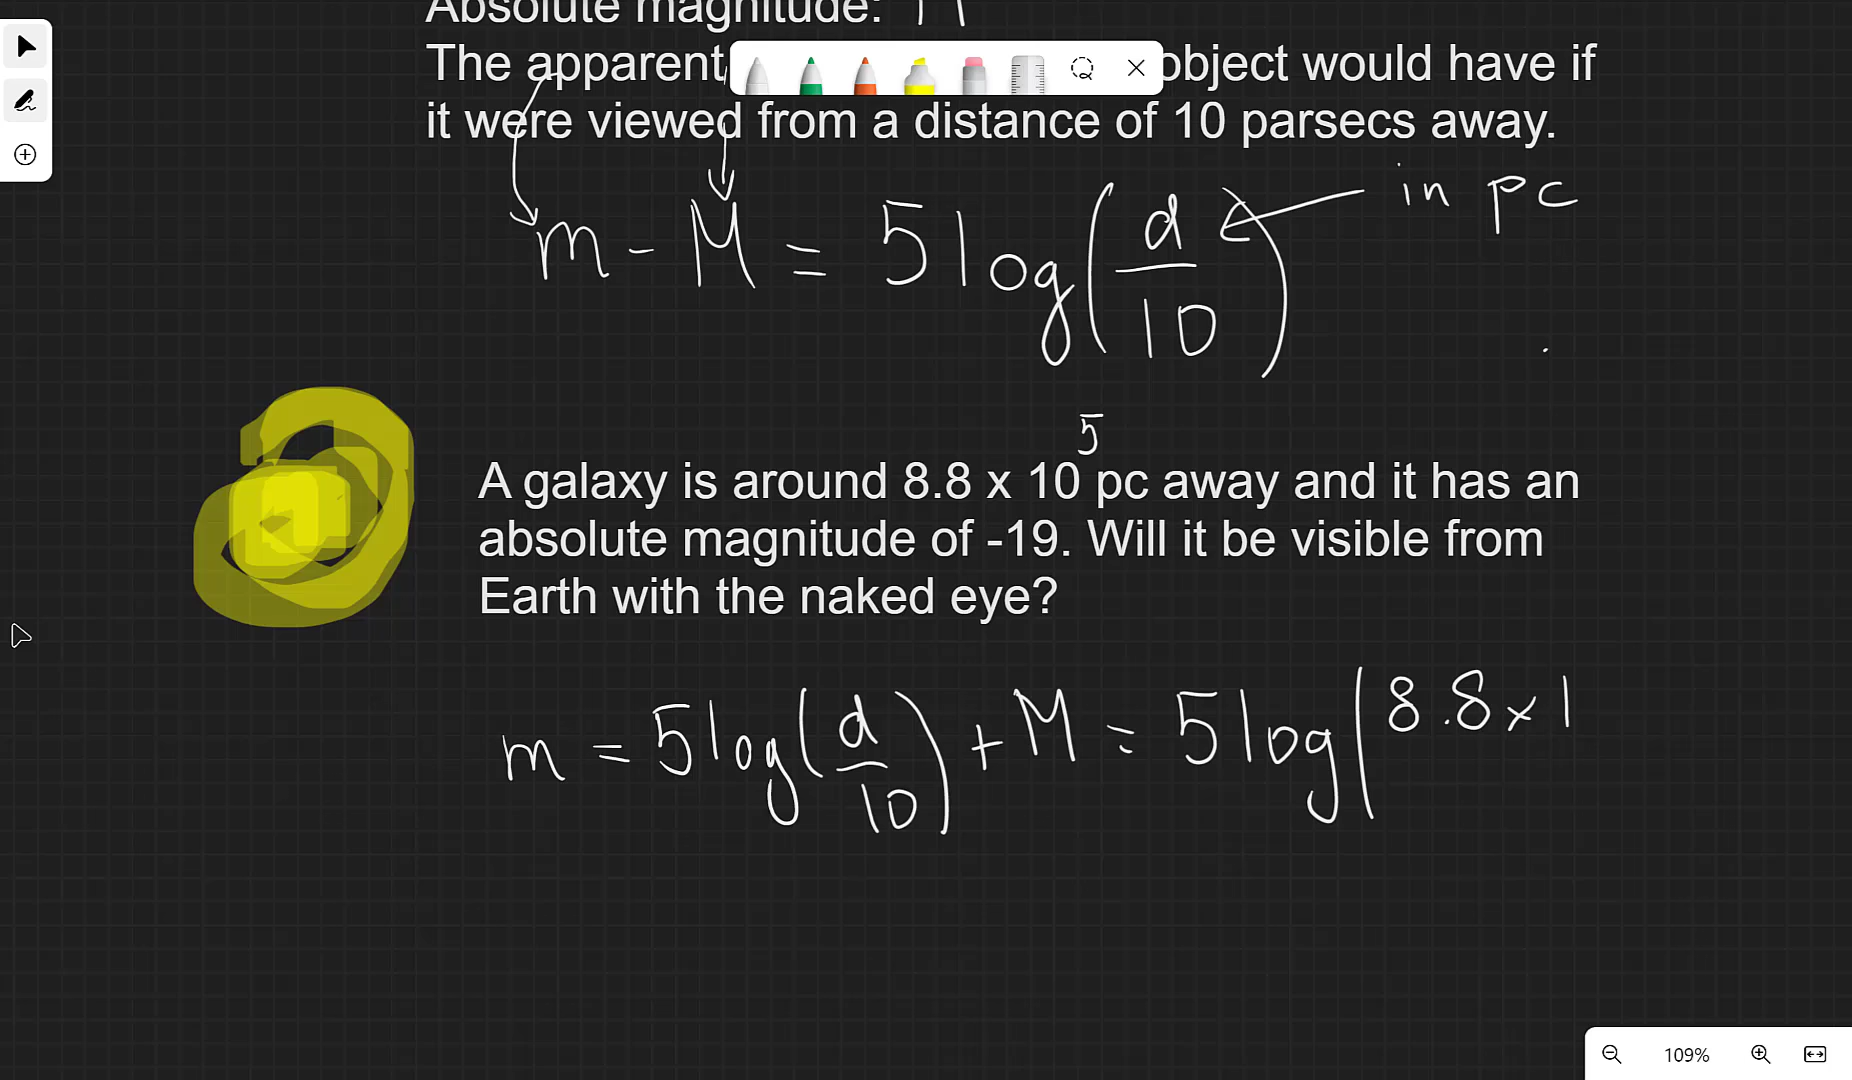 Absolute magnitude: M
The apparent object would have if
it were viewed from a distance of 10 parsecs away.
m - M = 5 log(d/10) in pc
A galaxy is around 8.8 x 10^5 pc away and it has an
absolute magnitude of -19. Will it be visible from
Earth with the naked eye?
m = 5 log(d/10) + M = 5 log(8.8 x 1
109%